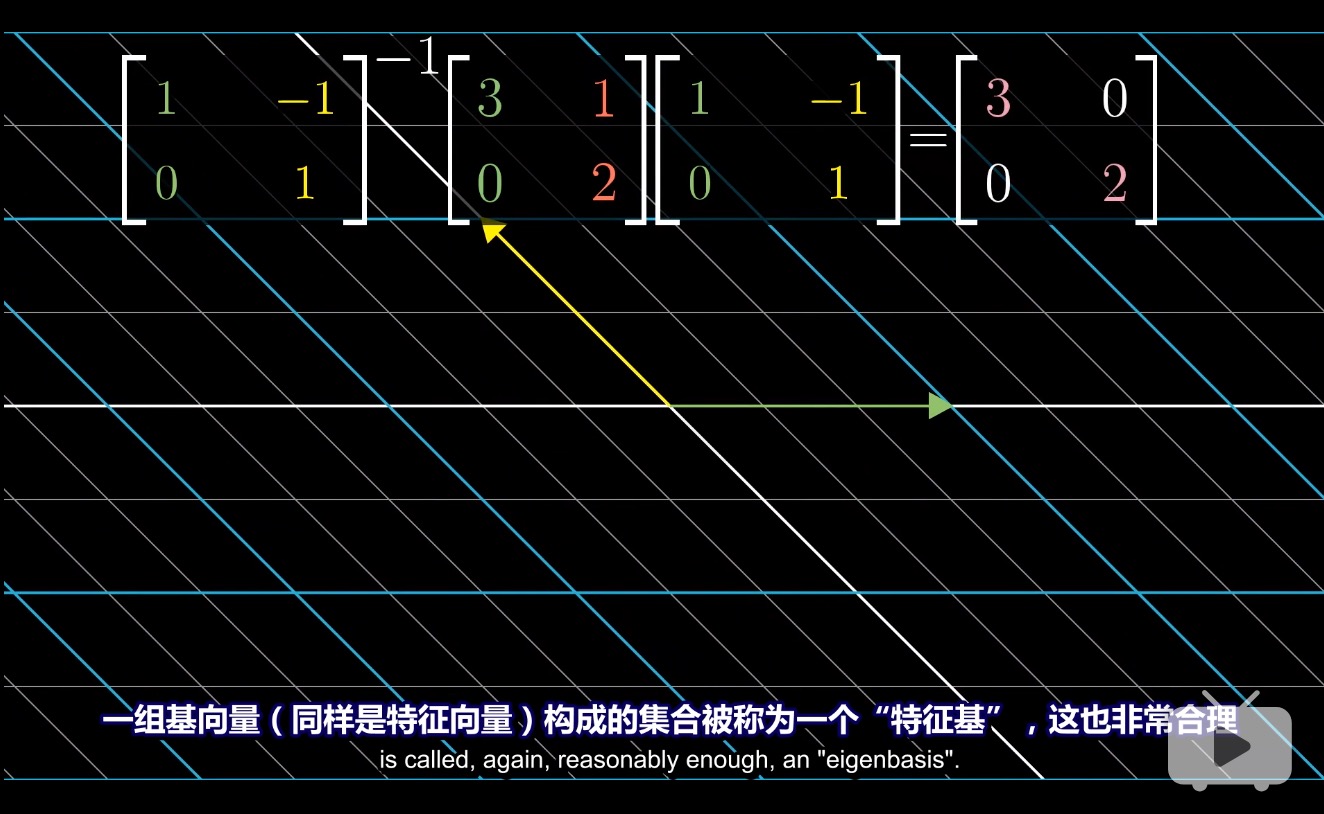 [1 −1; 0 1]⁻¹ [3 1; 0 2] [1 −1; 0 1] = [3 0; 0 2]
一组基向量（同样是特征向量）构成的集合被称为一个“特征基”，这也非常合理
is called, again, reasonably enough, an "eigenbasis".